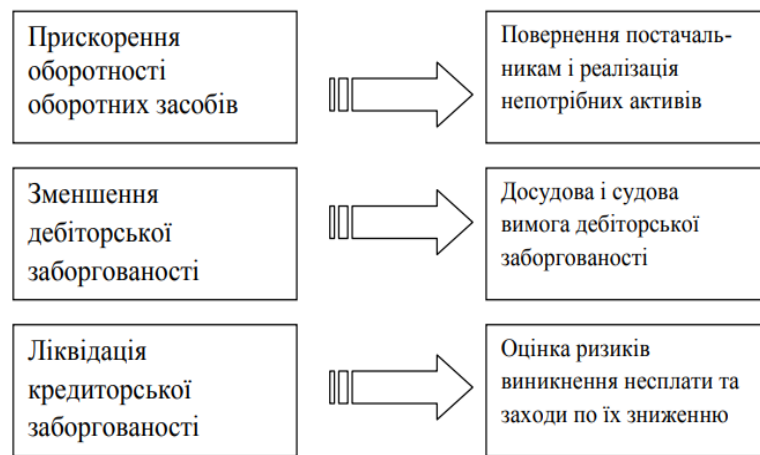 Прискорення
оборотності
оборотних засобів
Повернення постачаль-
никам і реалізація
непотрібних активів
Зменшення
дебіторської
заборгованості
Досудова і судова
вимога дебіторської
заборгованості
Ліквідація
кредиторської
заборгованості
Оцінка ризиків
виникнення несплати та
заходи по їх зниженню